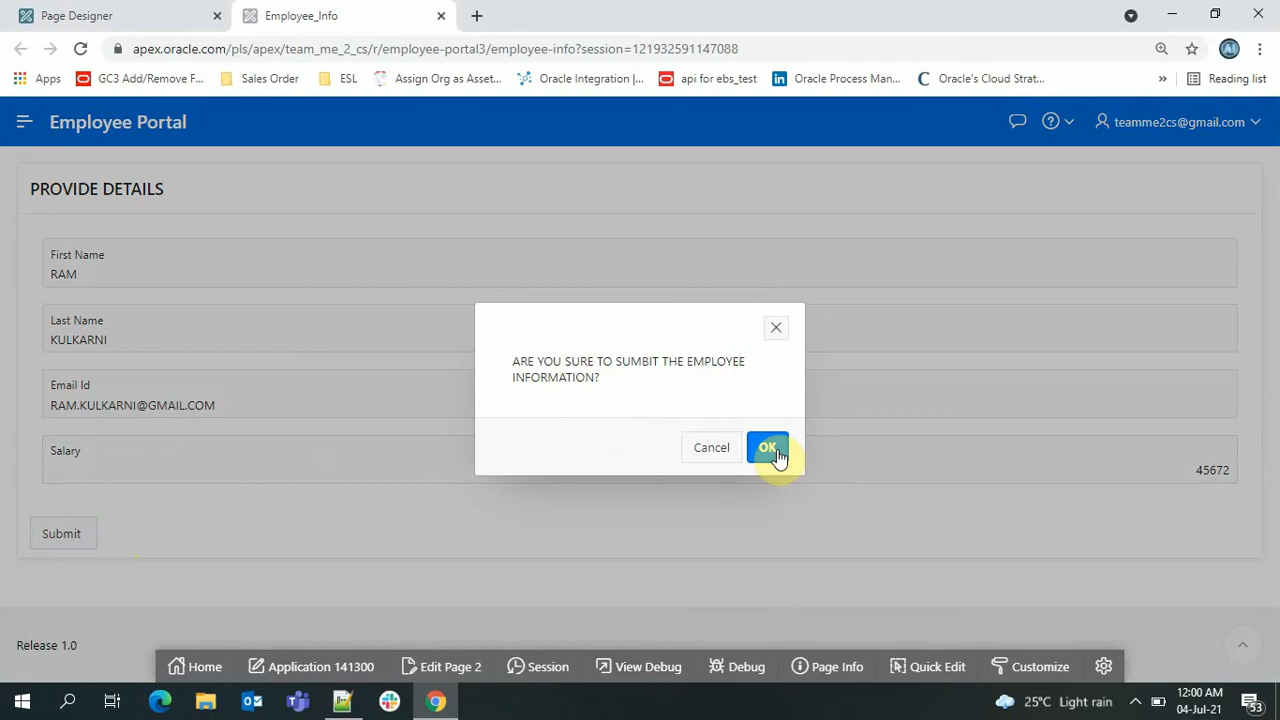 Page Designer
Employee_Info
apex.oracle.com/pls/apex/team_me_2_cs/r/employee-portal3/employee-info?session=121932591147088
Apps
GC3 Add/Remove F...
Sales Order
ESL
Assign Org as Asset...
Oracle Integration |...
api for ebs_test
Oracle Process Man...
Oracle's Cloud Strat...
»
Reading list
Employee Portal
teamme2cs@gmail.com
PROVIDE DETAILS
First Name
RAM
Last Name
KULKARNI
Email Id
RAM.KULKARNI@GMAIL.COM
Salary
45672
Submit
ARE YOU SURE TO SUMBIT THE EMPLOYEE
INFORMATION?
Cancel
OK
Release 1.0
Home
Application 141300
Edit Page 2
Session
View Debug
Debug
Page Info
Quick Edit
Customize
25°C Light rain
12:00 AM
04-Jul-21
53